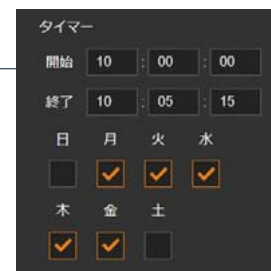 タイマー
開始 10 : 00 : 00
終了 10 : 05 : 15
日 月 火 水
木 金 土